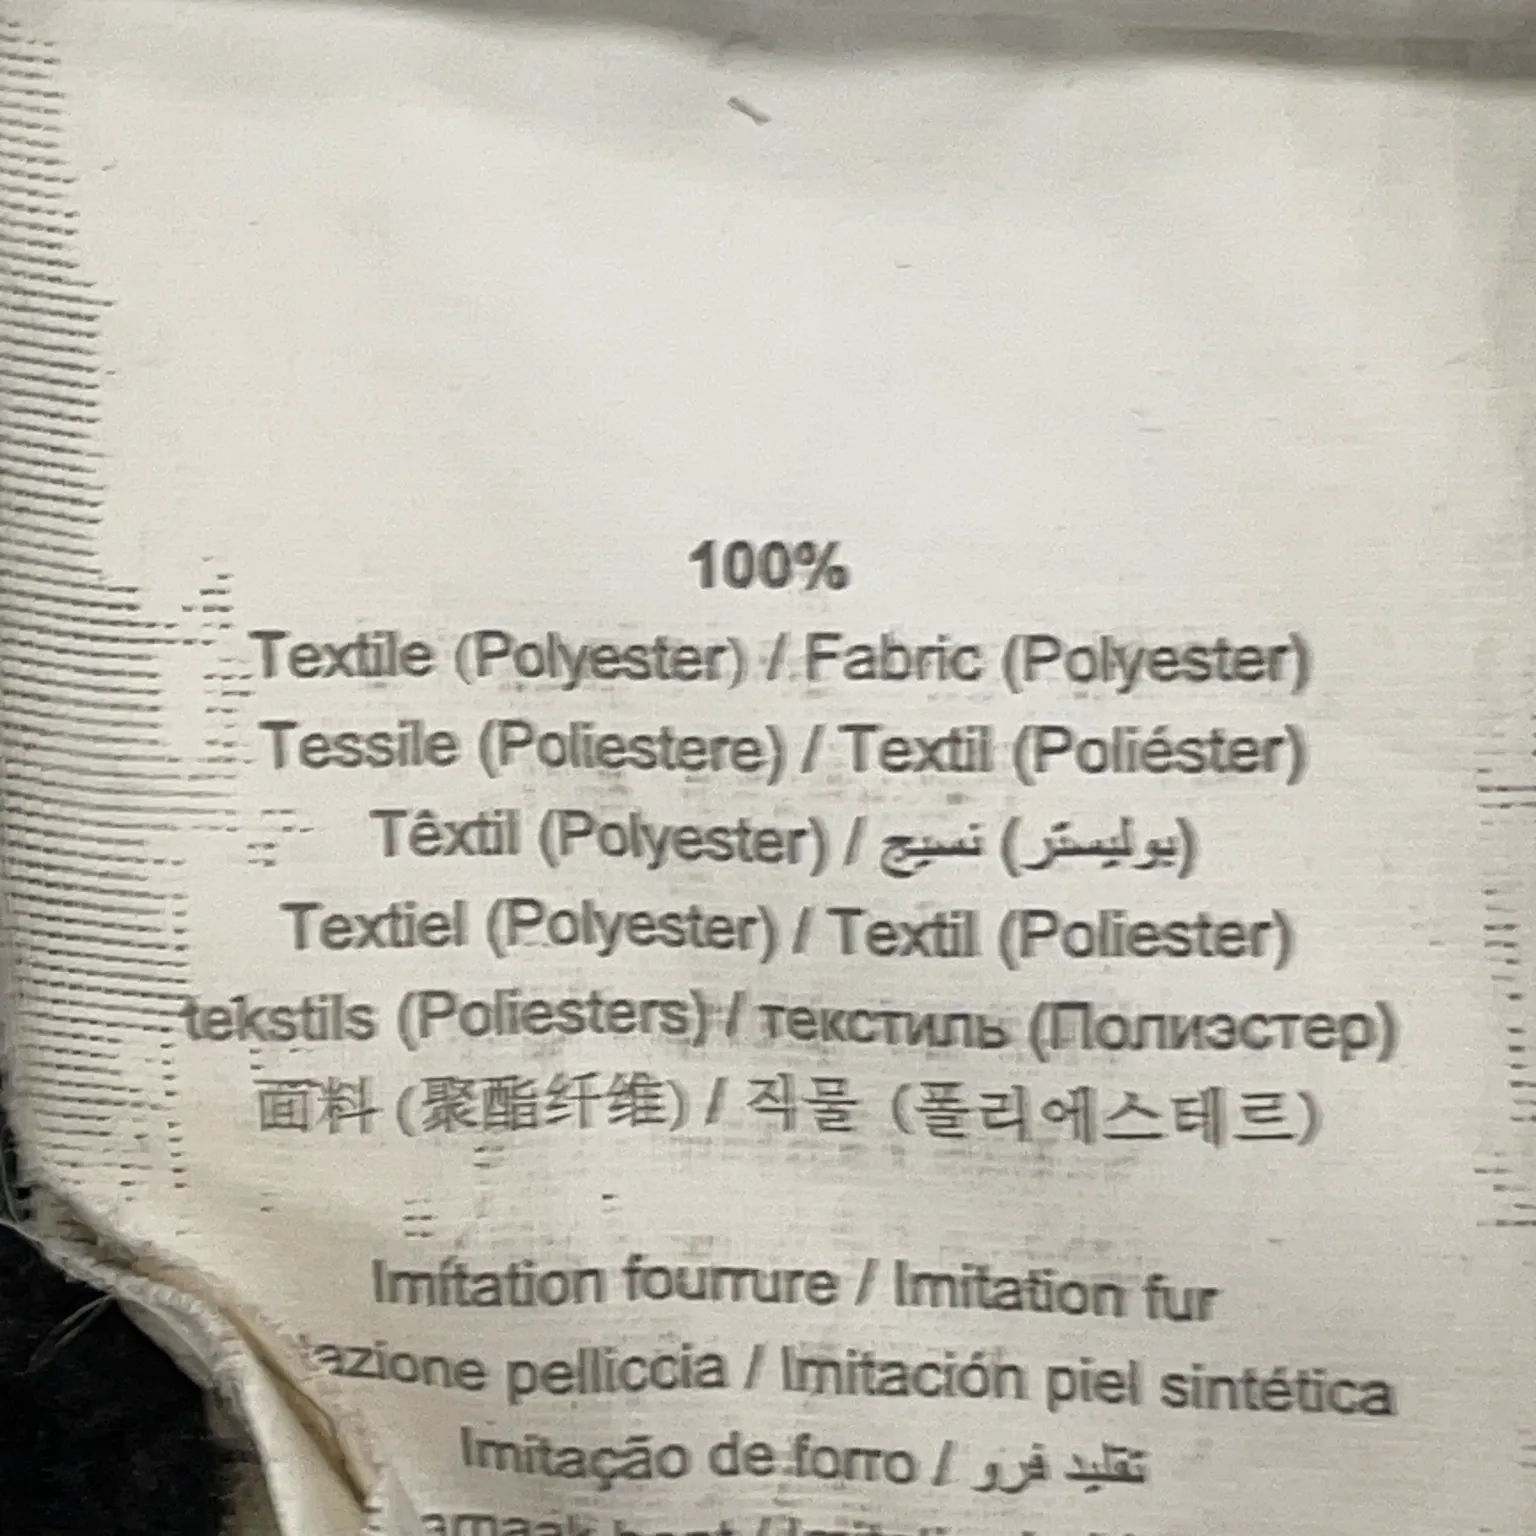 100%
Textile (Polyester) / Fabric (Polyester)
Tessile (Poliestere) / Textil (Poliéster)
Têxtil (Polyester) / نسيج (بوليستر)
Textiel (Polyester) / Textil (Poliester)
tekstils (Poliesters) / текстиль (Полиэстер)
面料 (聚酯纤维) / 직물 (폴리에스테르)
Imitation fourrure / Imitation fur
azione pelliccia / Imitación piel sintética
Imitação de forro / تقليد فرو